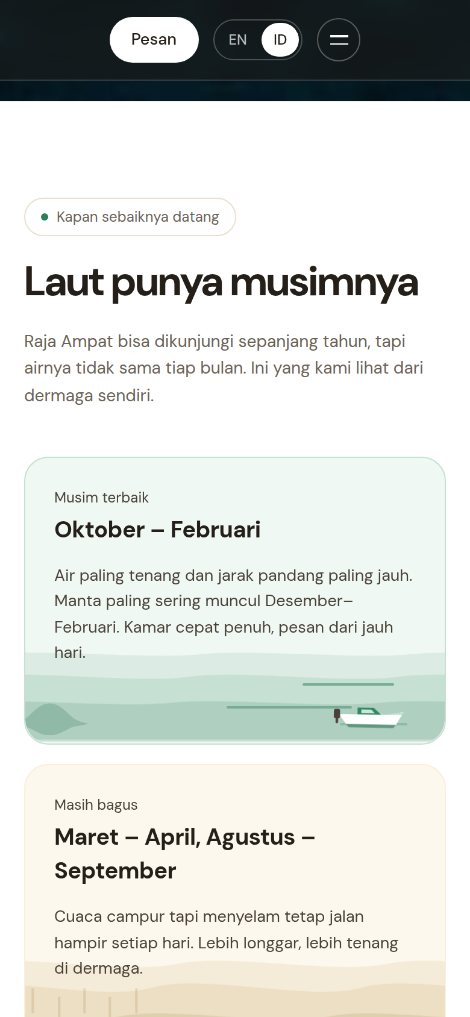 Pesan
EN
ID
Kapan sebaiknya datang
Laut punya musimnya
Raja Ampat bisa dikunjungi sepanjang tahun, tapi
airnya tidak sama tiap bulan. Ini yang kami lihat dari
dermaga sendiri.
Musim terbaik
Oktober – Februari
Air paling tenang dan jarak pandang paling jauh.
Manta paling sering muncul Desember–
Februari. Kamar cepat penuh, pesan dari jauh
hari.
Masih bagus
Maret – April, Agustus –
September
Cuaca campur tapi menyelam tetap jalan
hampir setiap hari. Lebih longgar, lebih tenang
di dermaga.